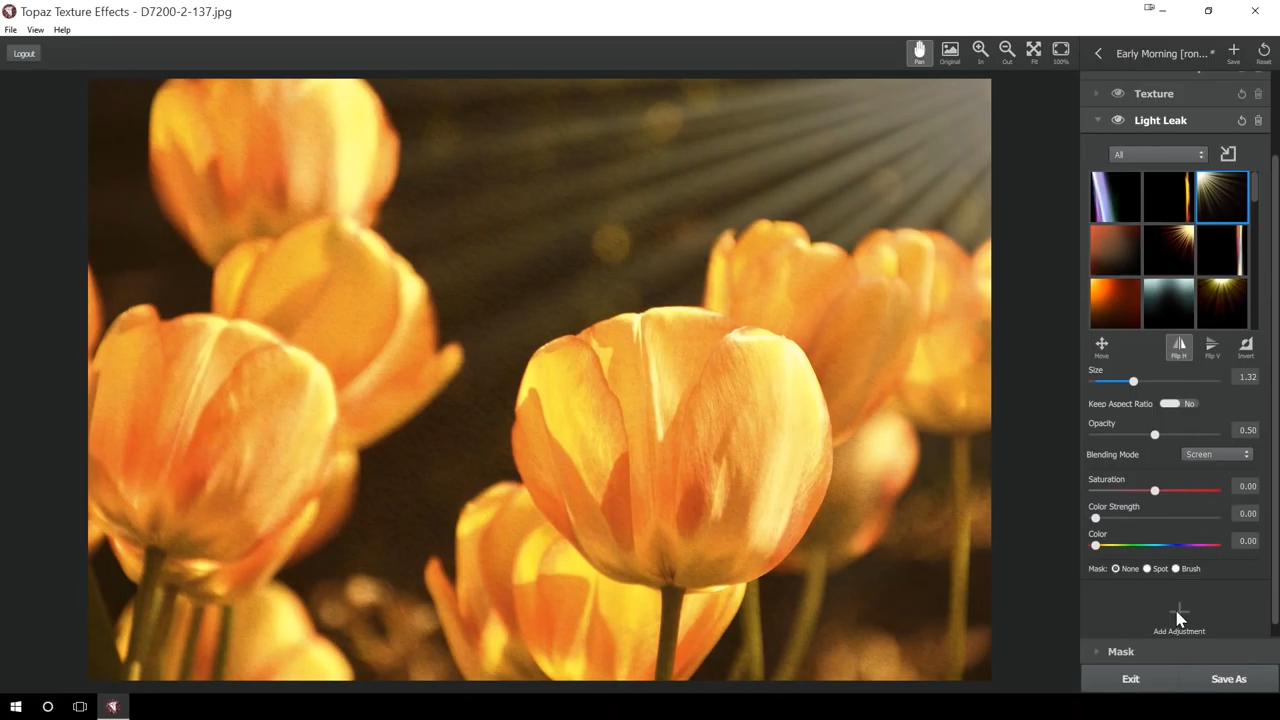 Topaz Texture Effects - D7200-2-137.jpg
File View Help
Logout
Pan Original In Out Fit 100%
Early Morning [ron... * Save Reset
Texture
Light Leak
All
Move Flip H Flip V Invert
Size
1.32
Keep Aspect Ratio No
Opacity
0.50
Blending Mode Screen
Saturation
0.00
Color Strength
0.00
Color
0.00
Mask: None Spot Brush
Add Adjustment
Mask
Exit Save As